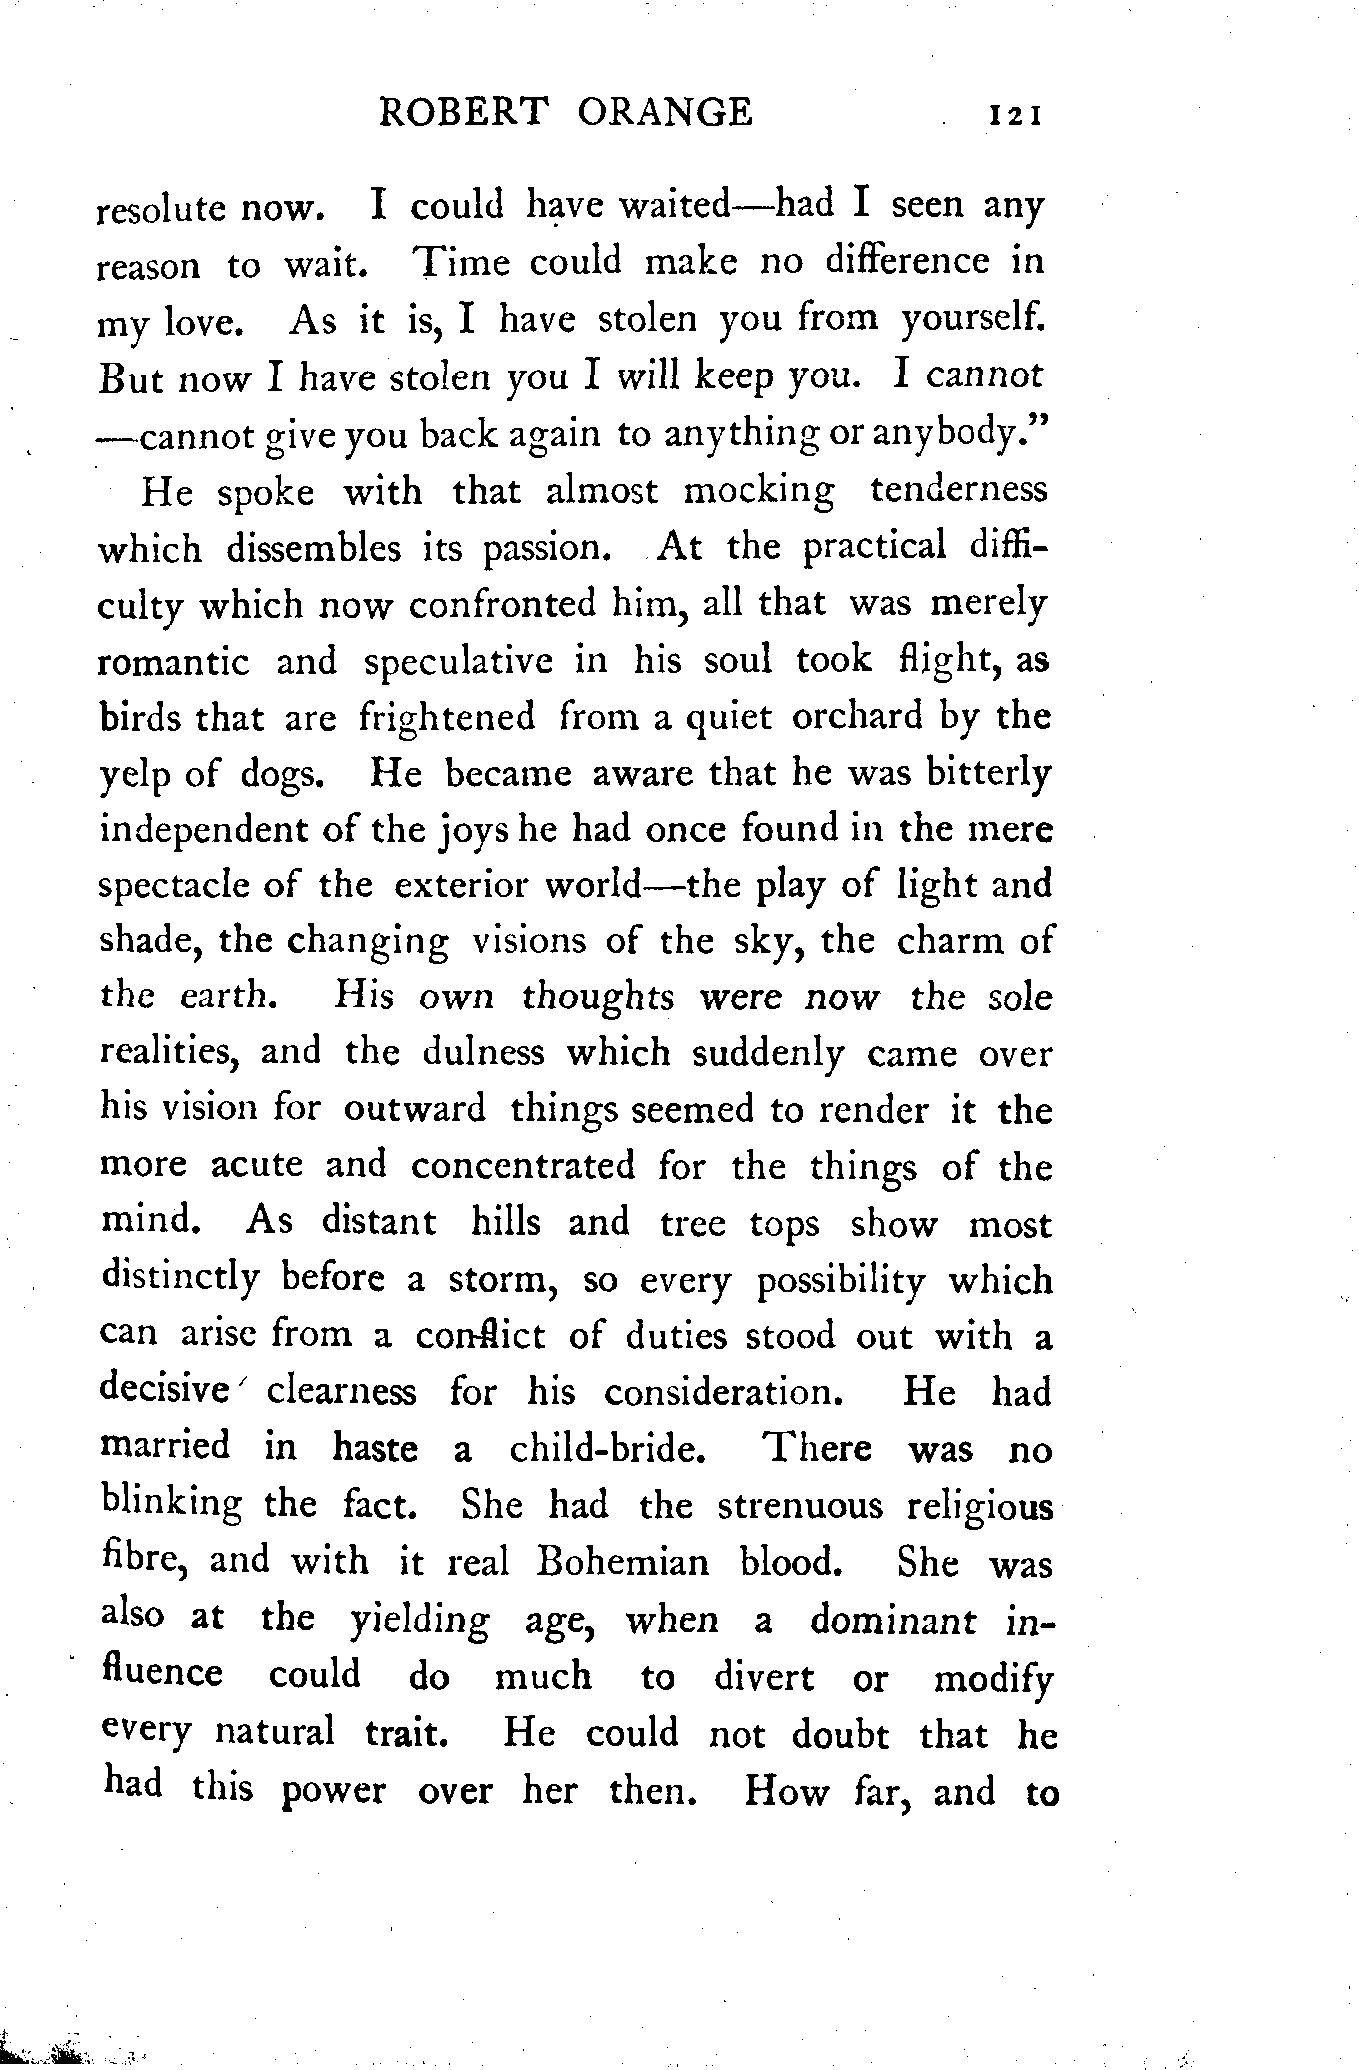 ROBERT ORANGE 121
resolute now. I could have waited—had I seen any
reason to wait. Time could make no difference in
my love. As it is, I have stolen you from yourself.
But now I have stolen you I will keep you. I cannot
—cannot give you back again to anything or anybody.”
He spoke with that almost mocking tenderness
which dissembles its passion. At the practical diffi-
culty which now confronted him, all that was merely
romantic and speculative in his soul took flight, as
birds that are frightened from a quiet orchard by the
yelp of dogs. He became aware that he was bitterly
independent of the joys he had once found in the mere
spectacle of the exterior world—the play of light and
shade, the changing visions of the sky, the charm of
the earth. His own thoughts were now the sole
realities, and the dulness which suddenly came over
his vision for outward things seemed to render it the
more acute and concentrated for the things of the
mind. As distant hills and tree tops show most
distinctly before a storm, so every possibility which
can arise from a conflict of duties stood out with a
decisive clearness for his consideration. He had
married in haste a child-bride. There was no
blinking the fact. She had the strenuous religious
fibre, and with it real Bohemian blood. She was
also at the yielding age, when a dominant in-
fluence could do much to divert or modify
every natural trait. He could not doubt that he
had this power over her then. How far, and to